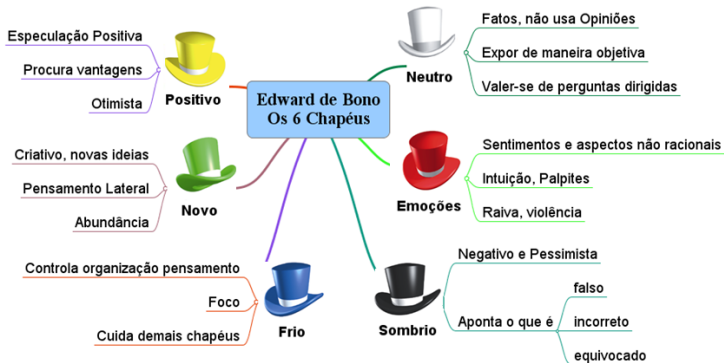 Edward de Bono
Os 6 Chapéus
Especulação Positiva
Procura vantagens
Otimista
Positivo
Fatos, não usa Opiniões
Expor de maneira objetiva
Valer-se de perguntas dirigidas
Neutro
Criativo, novas ideias
Pensamento Lateral
Abundância
Novo
Sentimentos e aspectos não racionais
Intuição, Palpites
Raiva, violência
Emoções
Controla organização pensamento
Foco
Cuida demais chapéus
Frio
Negativo e Pessimista
Aponta o que é
falso
incorreto
equivocado
Sombrio